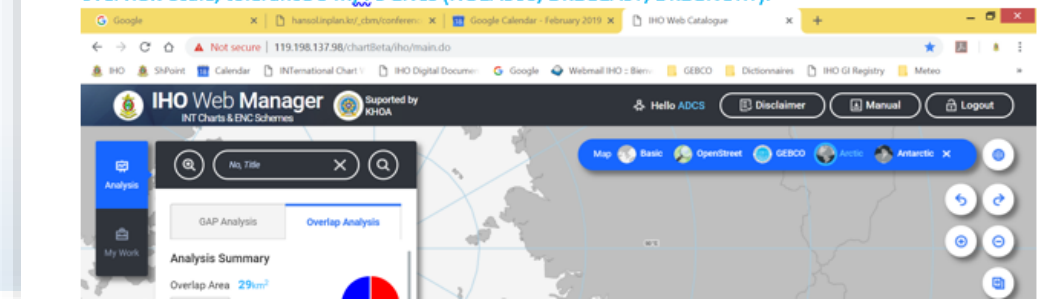 Google
hansol.inplan.kr/_cbm/conferenc
Google Calendar - February 2019
IHO Web Catalogue
Not secure | 119.198.137.98/chartBeta/iho/main.do
IHO ShPoint Calendar INTernational Chart IHO Digital Documen Google Webmail IHO :: Bienv GEBCO Dictionnaires IHO GI Registry Meteo »
IHO Web Manager
INT Charts & ENC Schemes
Suported by
KHOA
Hello ADCS Disclaimer Manual Logout
Analysis
My Work
No, Title
Map Basic OpenStreet GEBCO Arctic Antarctic
GAP Analysis Overlap Analysis
Analysis Summary
Overlap Area 29km²